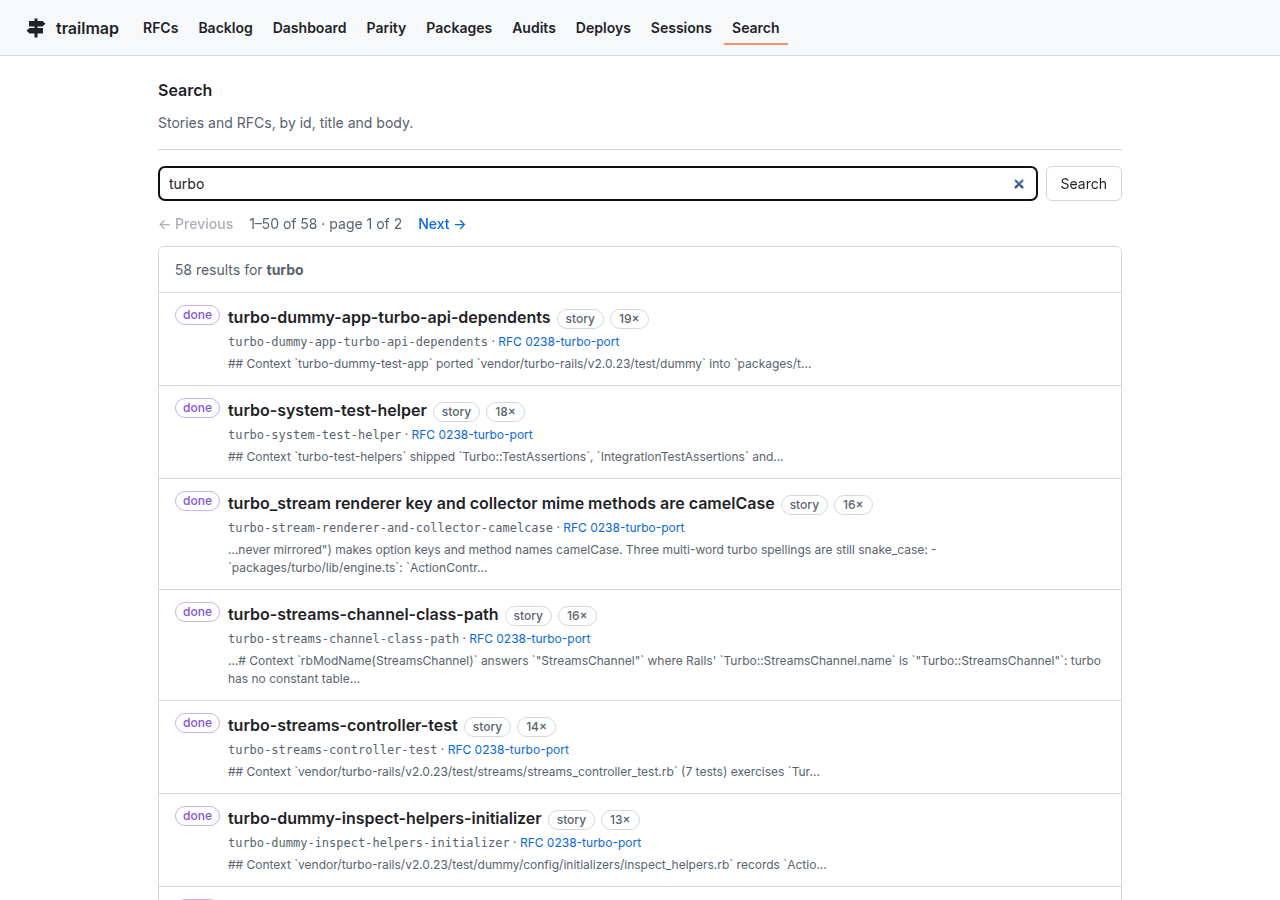 trailmap RFCs Backlog Dashboard Parity Packages Audits Deploys Sessions Search
Search
Stories and RFCs, by id, title and body.
turbo × Search
← Previous 1–50 of 58 · page 1 of 2 Next →
58 results for turbo
done turbo-dummy-app-turbo-api-dependents story 19×
turbo-dummy-app-turbo-api-dependents · RFC 0238-turbo-port
## Context `turbo-dummy-test-app` ported `vendor/turbo-rails/v2.0.23/test/dummy` into `packages/t...
done turbo-system-test-helper story 18×
turbo-system-test-helper · RFC 0238-turbo-port
## Context `turbo-test-helpers` shipped `Turbo::TestAssertions`, `IntegrationTestAssertions` and...
done turbo_stream renderer key and collector mime methods are camelCase story 16×
turbo-stream-renderer-and-collector-camelcase · RFC 0238-turbo-port
...never mirrored") makes option keys and method names camelCase. Three multi-word turbo spellings are still snake_case: -
`packages/turbo/lib/engine.ts`: `ActionContr...
done turbo-streams-channel-class-path story 16×
turbo-streams-channel-class-path · RFC 0238-turbo-port
...# Context `rbModName(StreamsChannel)` answers `"StreamsChannel"` where Rails' `Turbo::StreamsChannel.name` is `"Turbo::StreamsChannel"`: turbo
has no constant table...
done turbo-streams-controller-test story 14×
turbo-streams-controller-test · RFC 0238-turbo-port
## Context `vendor/turbo-rails/v2.0.23/test/streams/streams_controller_test.rb` (7 tests) exercises `Tur...
done turbo-dummy-inspect-helpers-initializer story 13×
turbo-dummy-inspect-helpers-initializer · RFC 0238-turbo-port
## Context `vendor/turbo-rails/v2.0.23/test/dummy/config/initializers/inspect_helpers.rb` records `Actio...